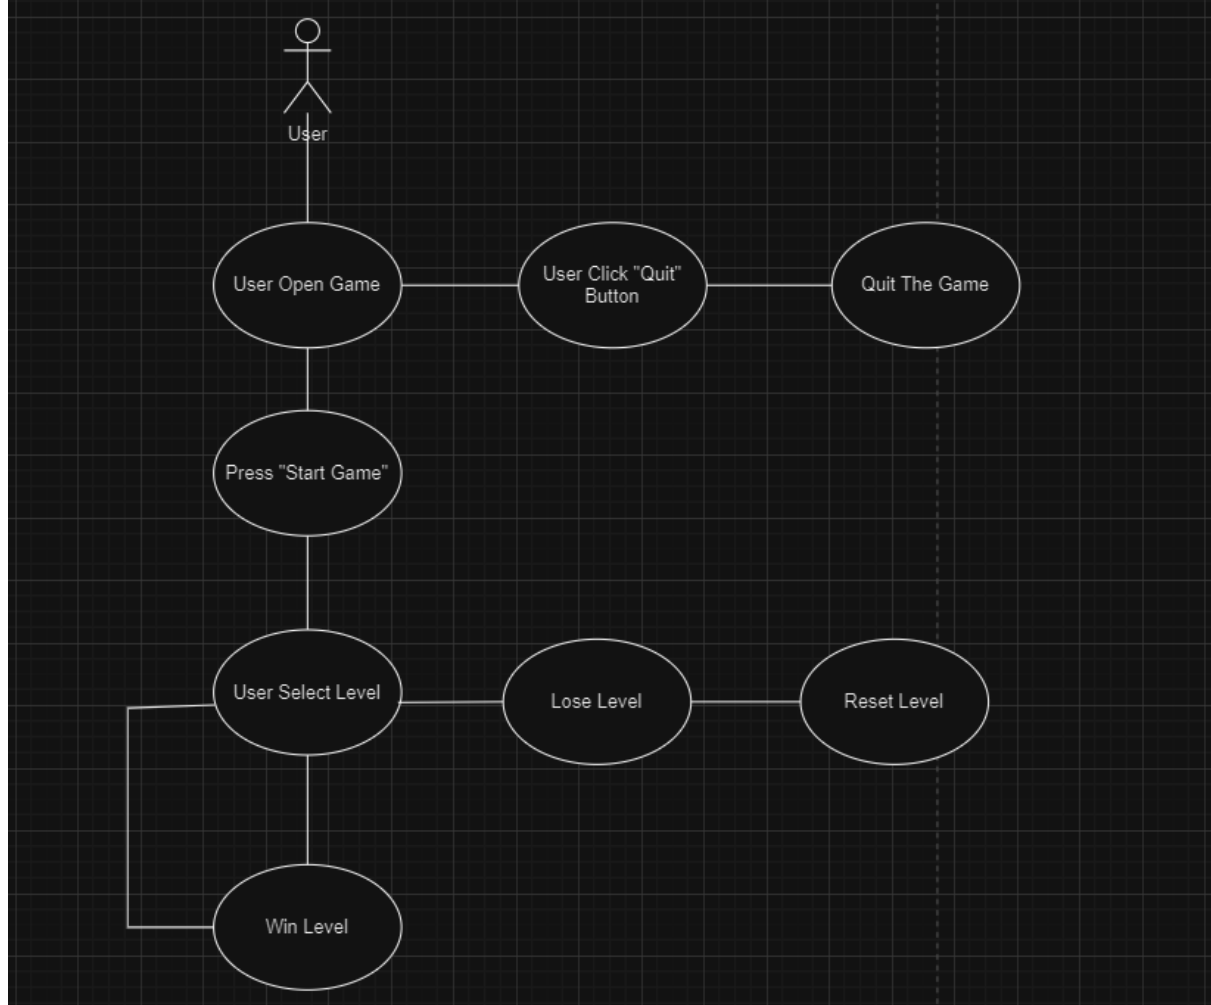 User
User Open Game
User Click "Quit"
Button
Quit The Game
Press "Start Game"
User Select Level
Lose Level
Reset Level
Win Level